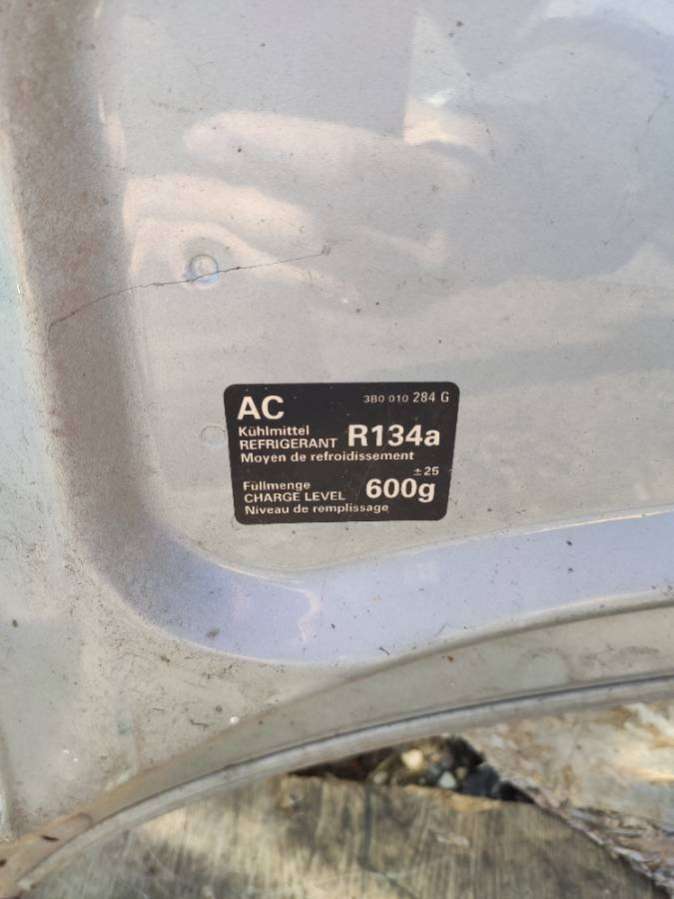 AC 3B0 010 284 G
Kühlmittel
REFRIGERANT R134a
Moyen de refroidissement
±25
Füllmenge
CHARGE LEVEL 600g
Niveau de remplissage